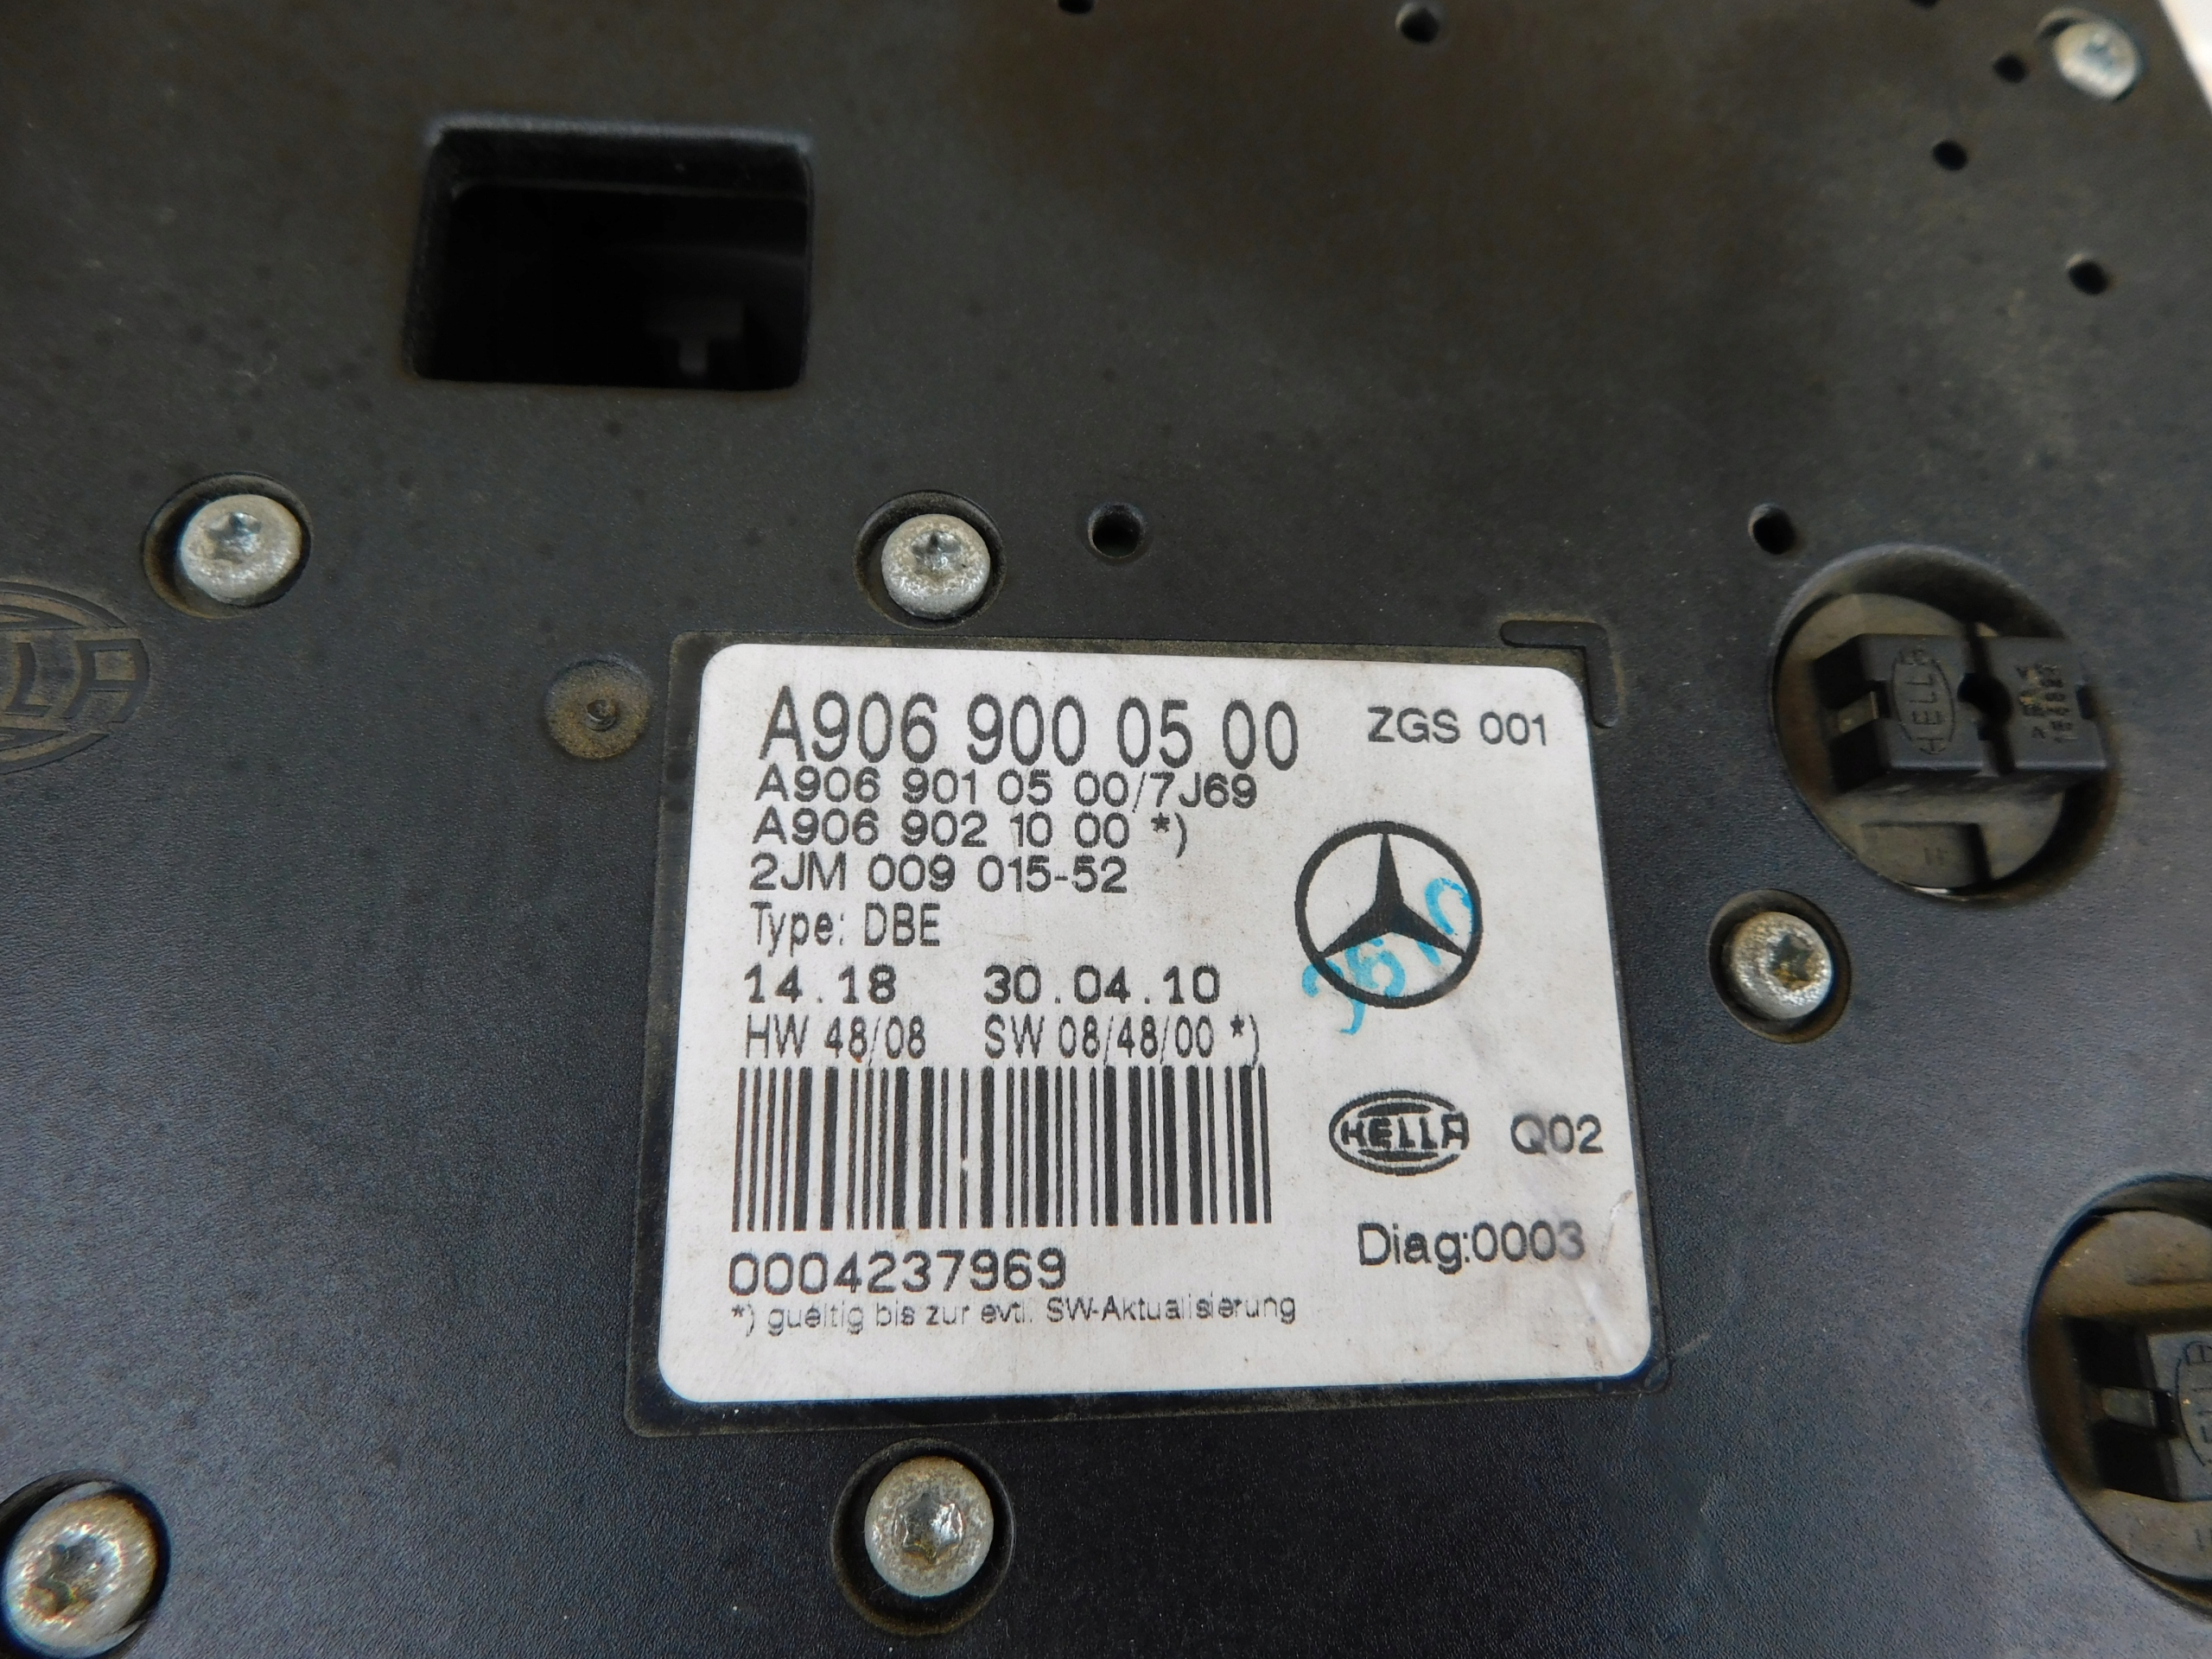 A906 900 05 00 ZGS 001
A906 901 05 00/7J69
A906 902 10 00 *)
2JM 009 015-52
Type: DBE
14.18 30.04.10
HW 48/08 SW 08/48/00 *)
HELLA Q02
Diag:0003
0004237969
*) gueltig bis zur evtl. SW-Aktualisierung
HELLA